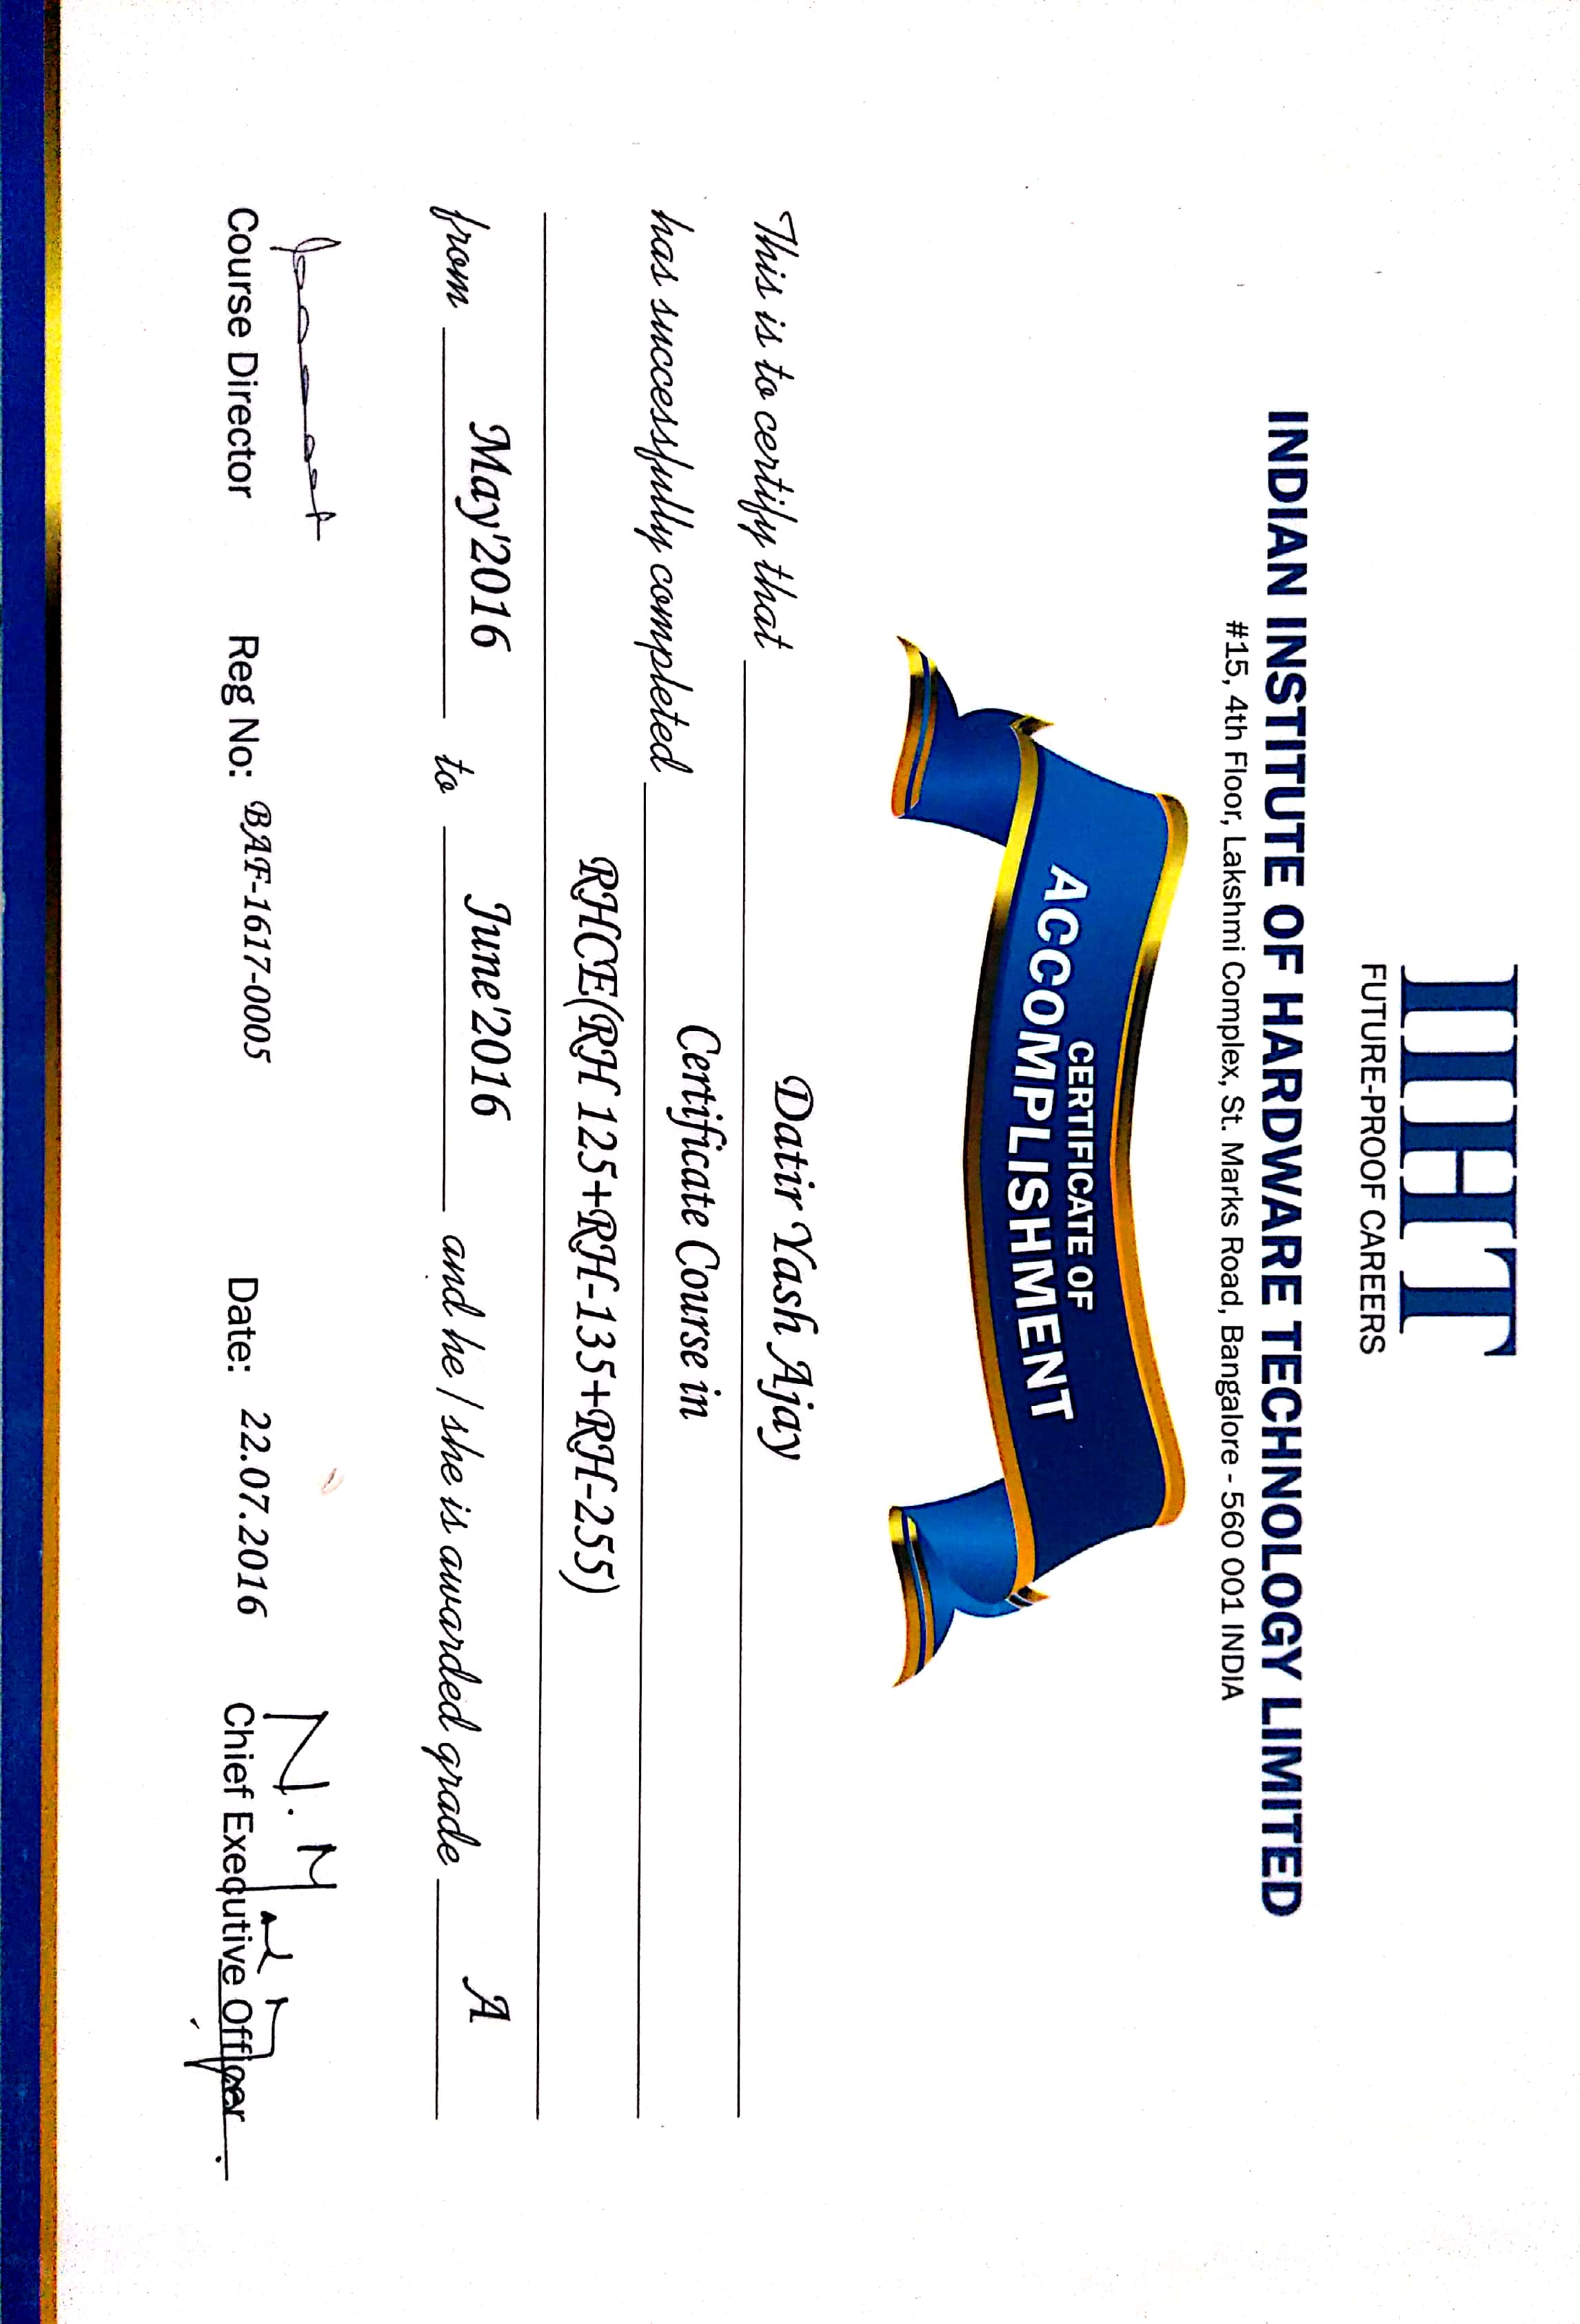 IIHT
FUTURE-PROOF CAREERS
INDIAN INSTITUTE OF HARDWARE TECHNOLOGY LIMITED
#15, 4th Floor, Lakshmi Complex, St. Marks Road, Bangalore - 560 001 INDIA
CERTIFICATE OF
ACCOMPLISHMENT
This is to certify that Datir Yash Ajay
has successfully completed Certificate Course in
RHCE(RH 125+RH-135+RH-255)
from May'2016 to June'2016 and he / she is awarded grade A
Course Director Reg No: BAF-1617-0005 Date: 22.07.2016 Chief Executive Officer